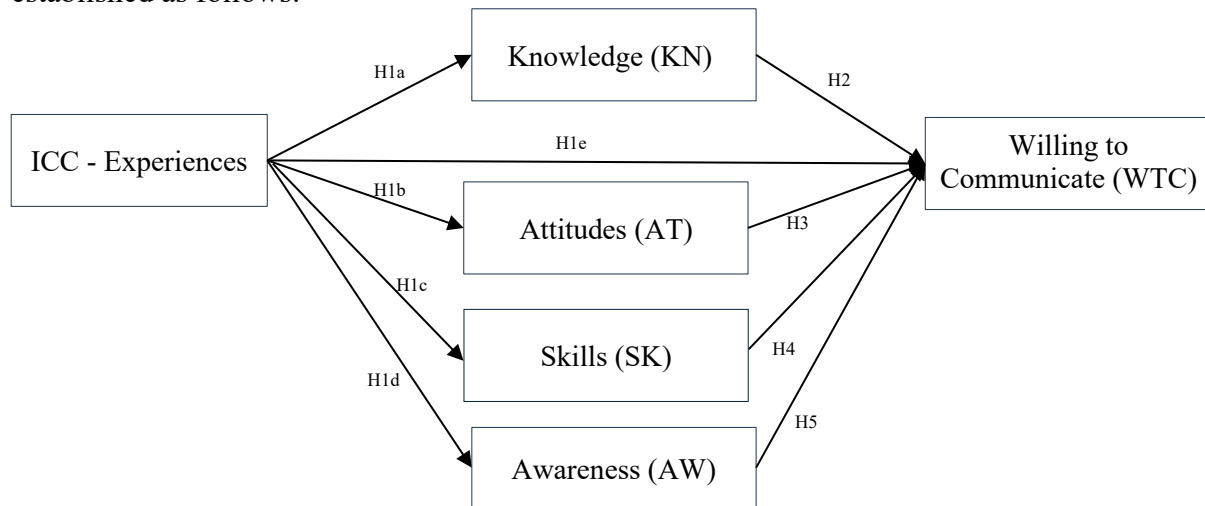 established as follows:
Knowledge (KN)
H1a
H2
ICC - Experiences
H1e
Willing to
Communicate (WTC)
H1b
Attitudes (AT)
H3
H1c
Skills (SK)
H4
H1d
H5
Awareness (AW)